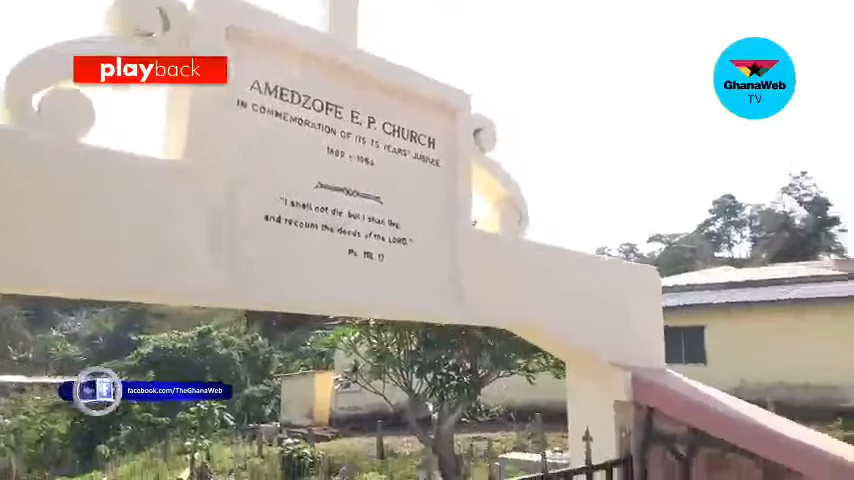 playback
GhanaWeb
TV
AMEDZOFE E. P. CHURCH
IN COMMEMORATION OF ITS 75 YEARS' JUBILEE
"I shall not die, but I shall live,
and RECOUNT the deeds of the LORD."
facebook.com/TheGhanaWeb